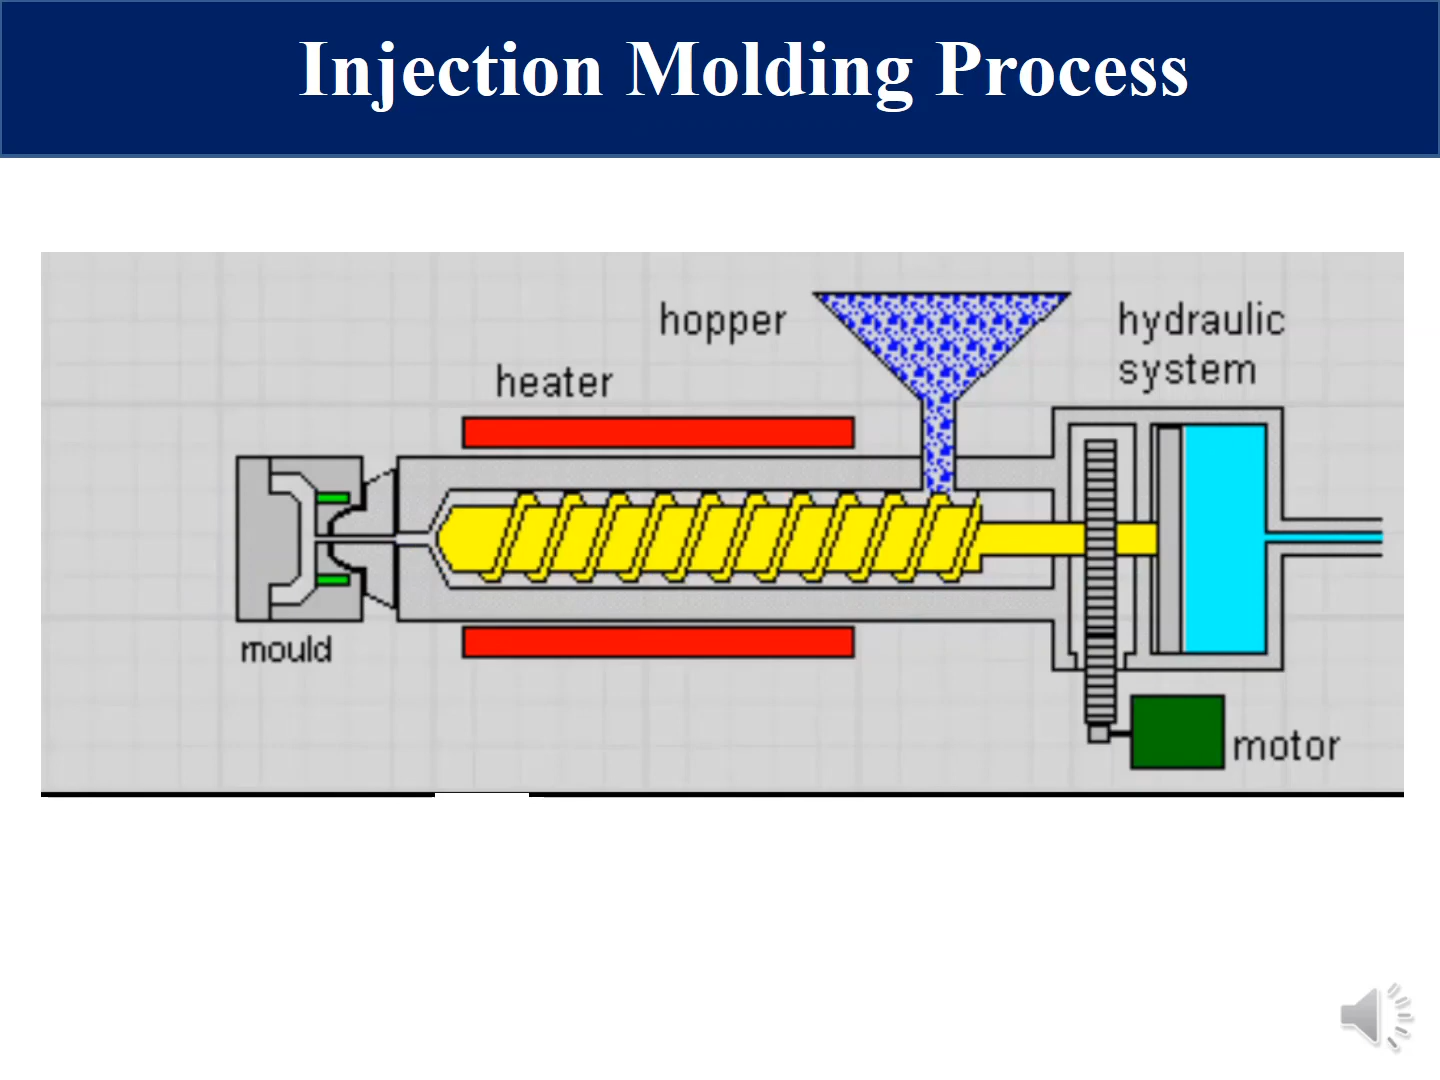 Injection Molding Process
hopper
hydraulic
system
heater
mould
motor